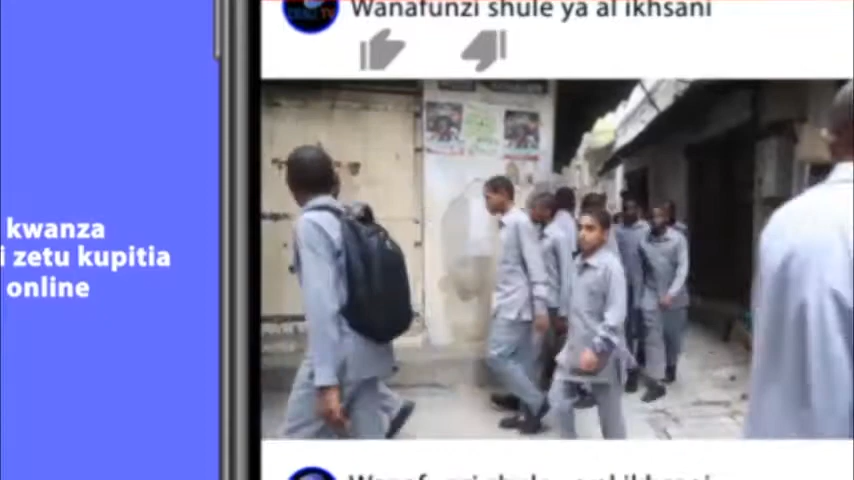 Wanafunzi shule ya al ikhsani
kwanza
i zetu kupitia
online